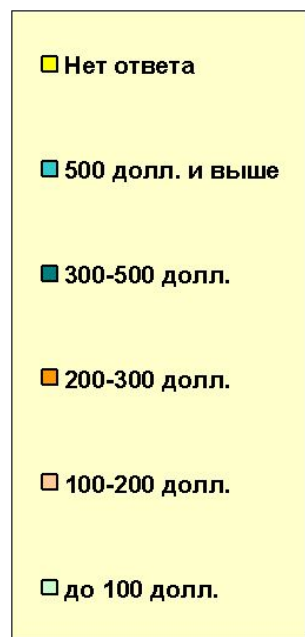 Нет ответа
500 долл. и выше
300-500 долл.
200-300 долл.
100-200 долл.
до 100 долл.